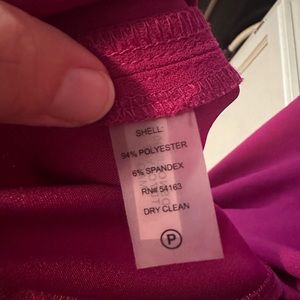 SHELL:
94% POLYESTER
6% SPANDEX
RN# 54163
DRY CLEAN
P